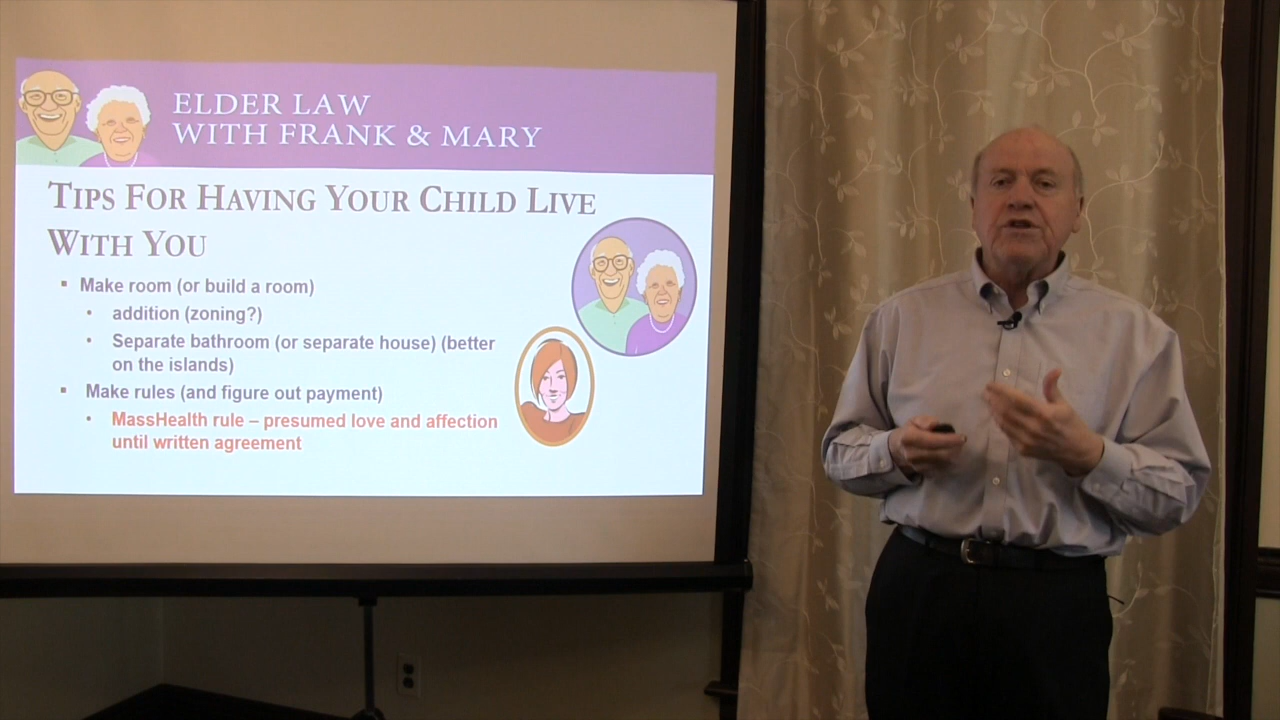 ELDER LAW
WITH FRANK & MARY
TIPS FOR HAVING YOUR CHILD LIVE
WITH YOU
▪ Make room (or build a room)
• addition (zoning?)
• Separate bathroom (or separate house) (better
on the islands)
▪ Make rules (and figure out payment)
• MassHealth rule – presumed love and affection
until written agreement